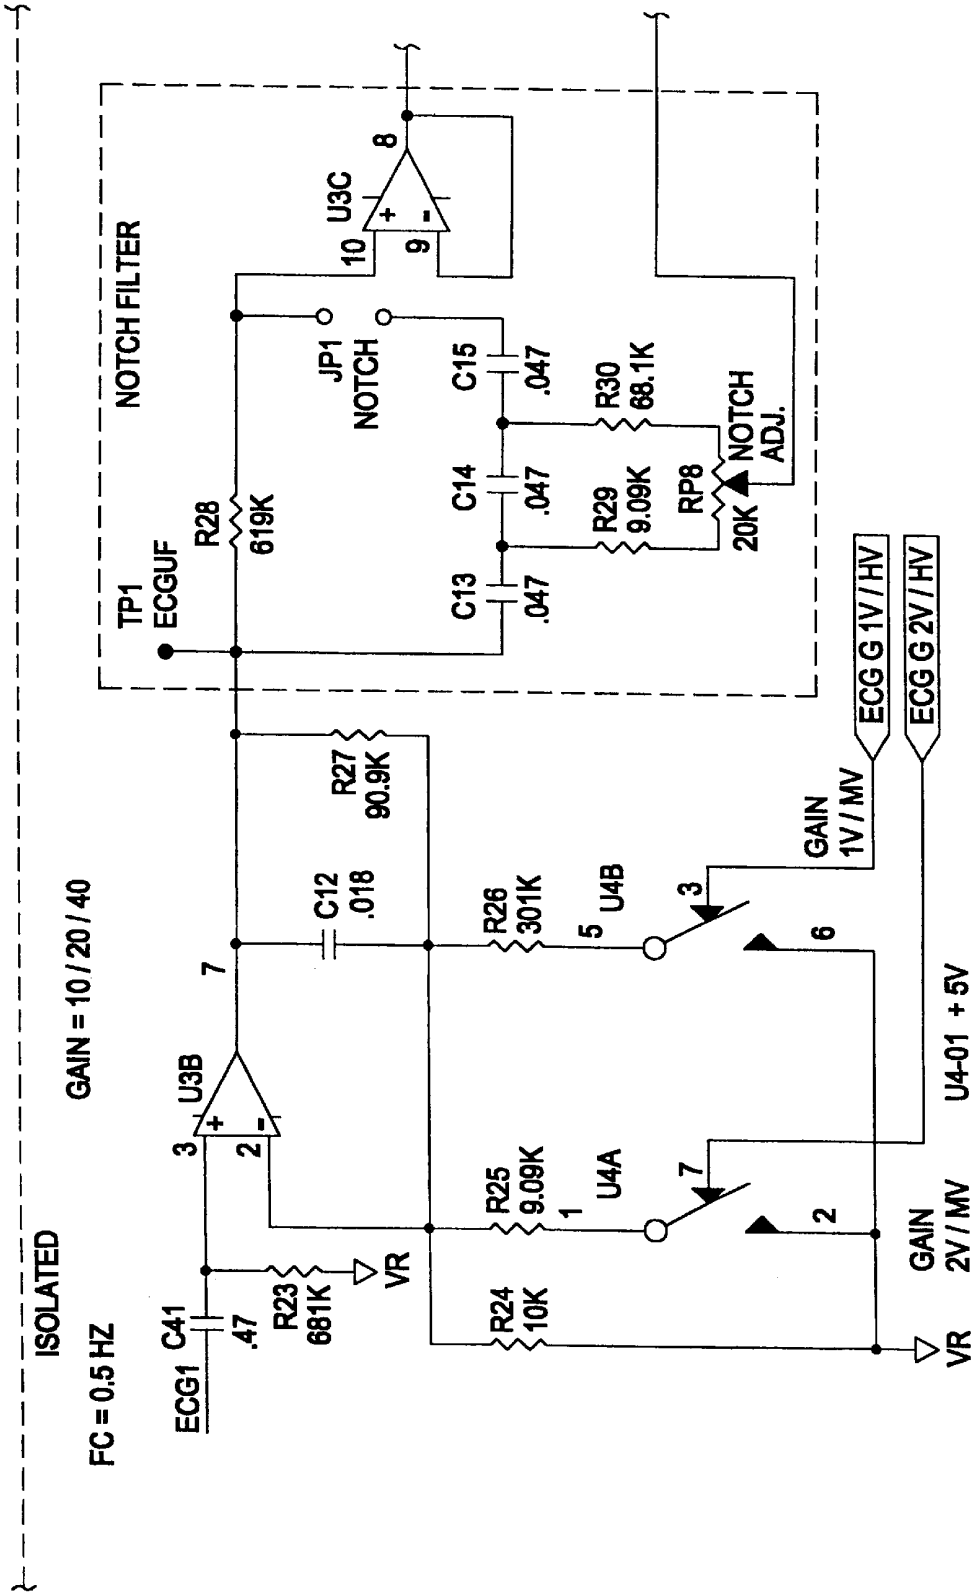 ISOLATED
FC = 0.5 HZ
GAIN = 10 / 20 / 40
ECG1
C41
.47
R23
681K
VR
3
2
+
-
U3B
7
C12
.018
R27
90.9K
R24
10K
R25
9.09K
1
U4A
7
2
R26
301K
5
U4B
3
6
VR
GAIN
2V / MV
U4-01 + 5V
GAIN
1V / MV
ECG G 1V / HV
ECG G 2V / HV
NOTCH FILTER
TP1
ECGUF
R28
619K
JP1
NOTCH
10
9
+
-
U3C
8
C13
.047
C14
.047
C15
.047
R29
9.09K
R30
68.1K
RP8
20K
NOTCH
ADJ.